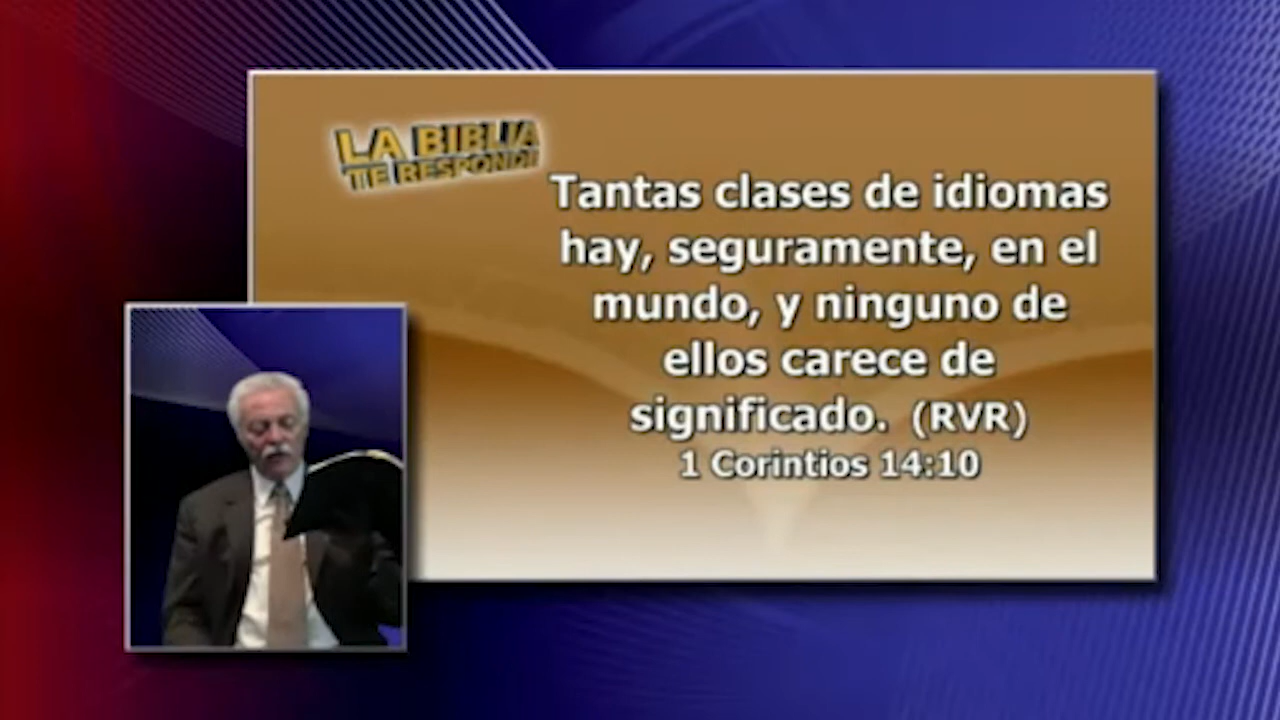 LA BIBLIA
TE RESPONDE
Tantas clases de idiomas
hay, seguramente, en el
mundo, y ninguno de
ellos carece de
significado. (RVR)
1 Corintios 14:10